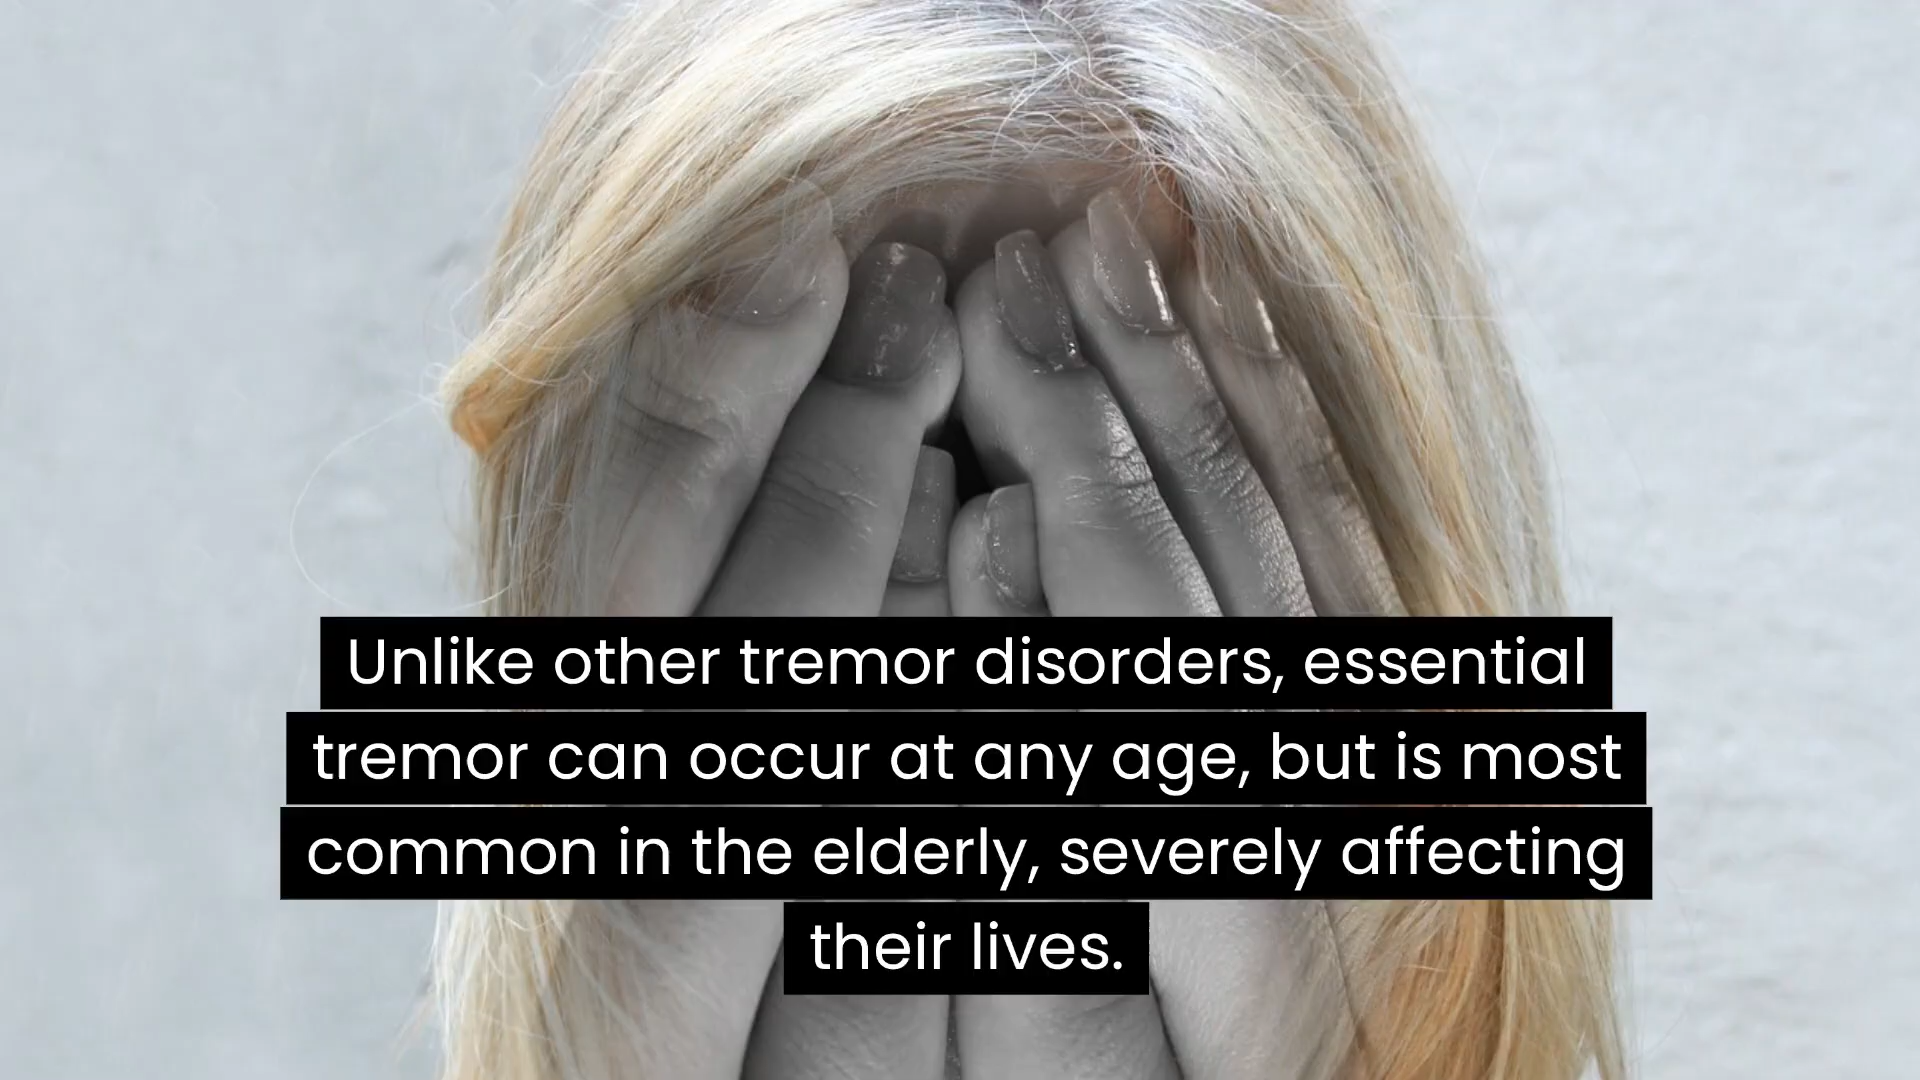 Unlike other tremor disorders, essential
tremor can occur at any age, but is most
common in the elderly, severely affecting
their lives.